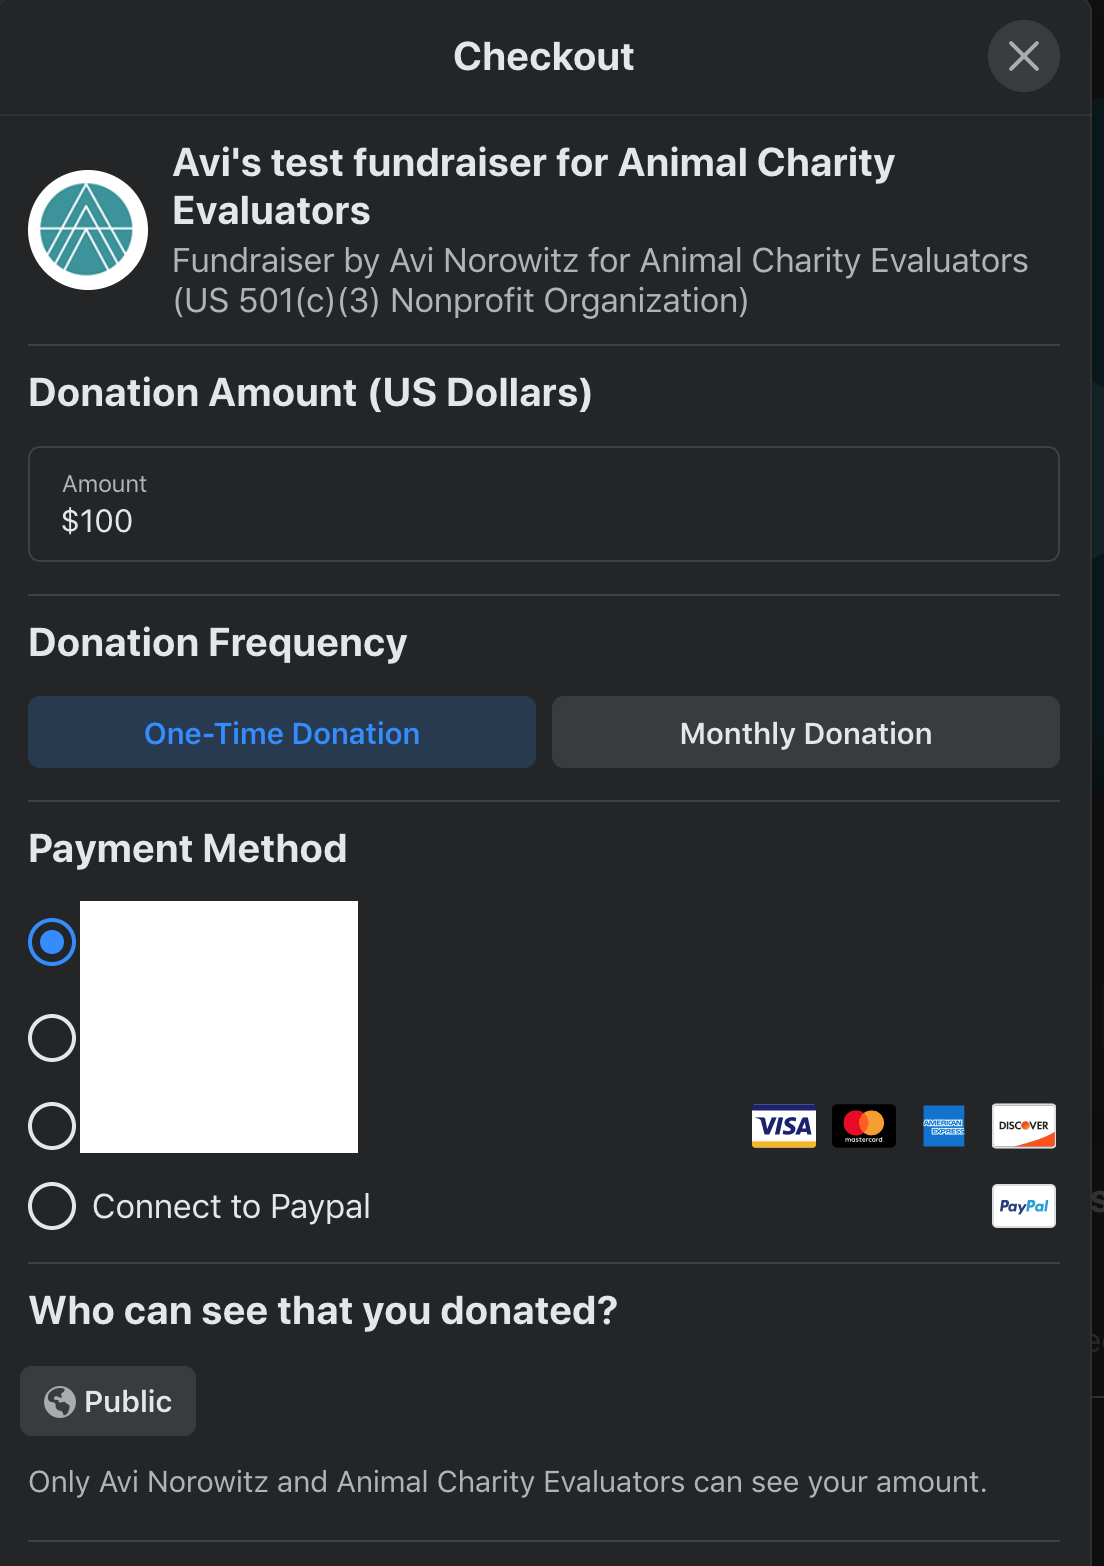 Checkout
Avi's test fundraiser for Animal Charity
Evaluators
Fundraiser by Avi Norowitz for Animal Charity Evaluators
(US 501(c)(3) Nonprofit Organization)
Donation Amount (US Dollars)
Amount
$100
Donation Frequency
One-Time Donation
Monthly Donation
Payment Method
VISA
mastercard
AMERICAN
EXPRESS
DISCOVER
Connect to Paypal
PayPal
Who can see that you donated?
Public
Only Avi Norowitz and Animal Charity Evaluators can see your amount.